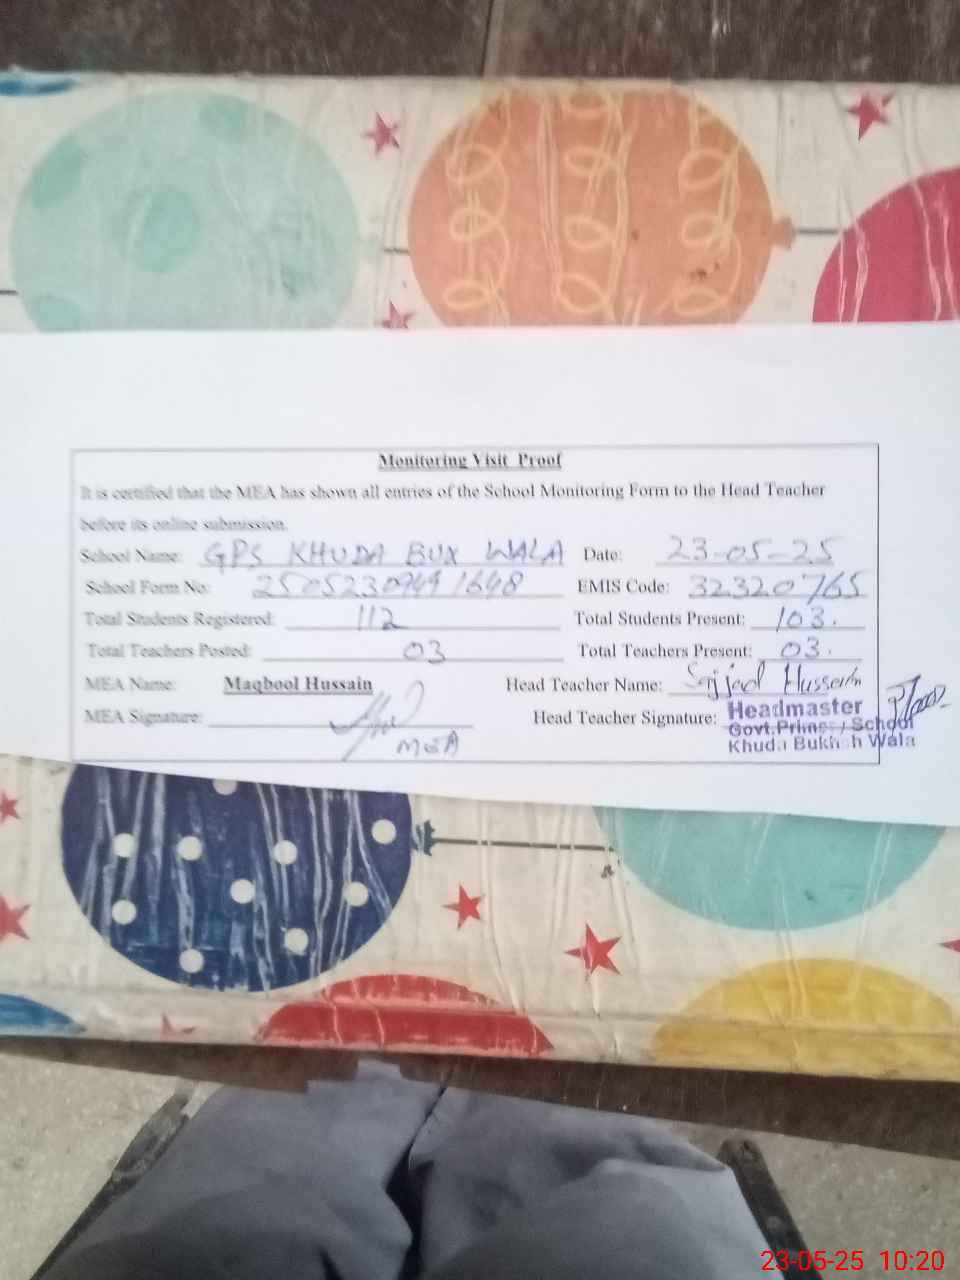 Monitoring Visit Proof
It is certified that the MEA has shown all entries of the School Monitoring Form to the Head Teacher
before its online submission.
School Name: GPS KHUDA BUX WALA Date: 23-05-25
School Form No: 25052309491648 EMIS Code: 32320765
Total Students Registered: 112 Total Students Present: 103.
Total Teachers Posted: 03 Total Teachers Present: 03.
MEA Name: Maqbool Hussain Head Teacher Name: Sajjad Hussain
MEA Signature: MEA Head Teacher Signature:
Headmaster
Govt.Primary School
Khuda Bukhsh Wala
23-05-25 10:20